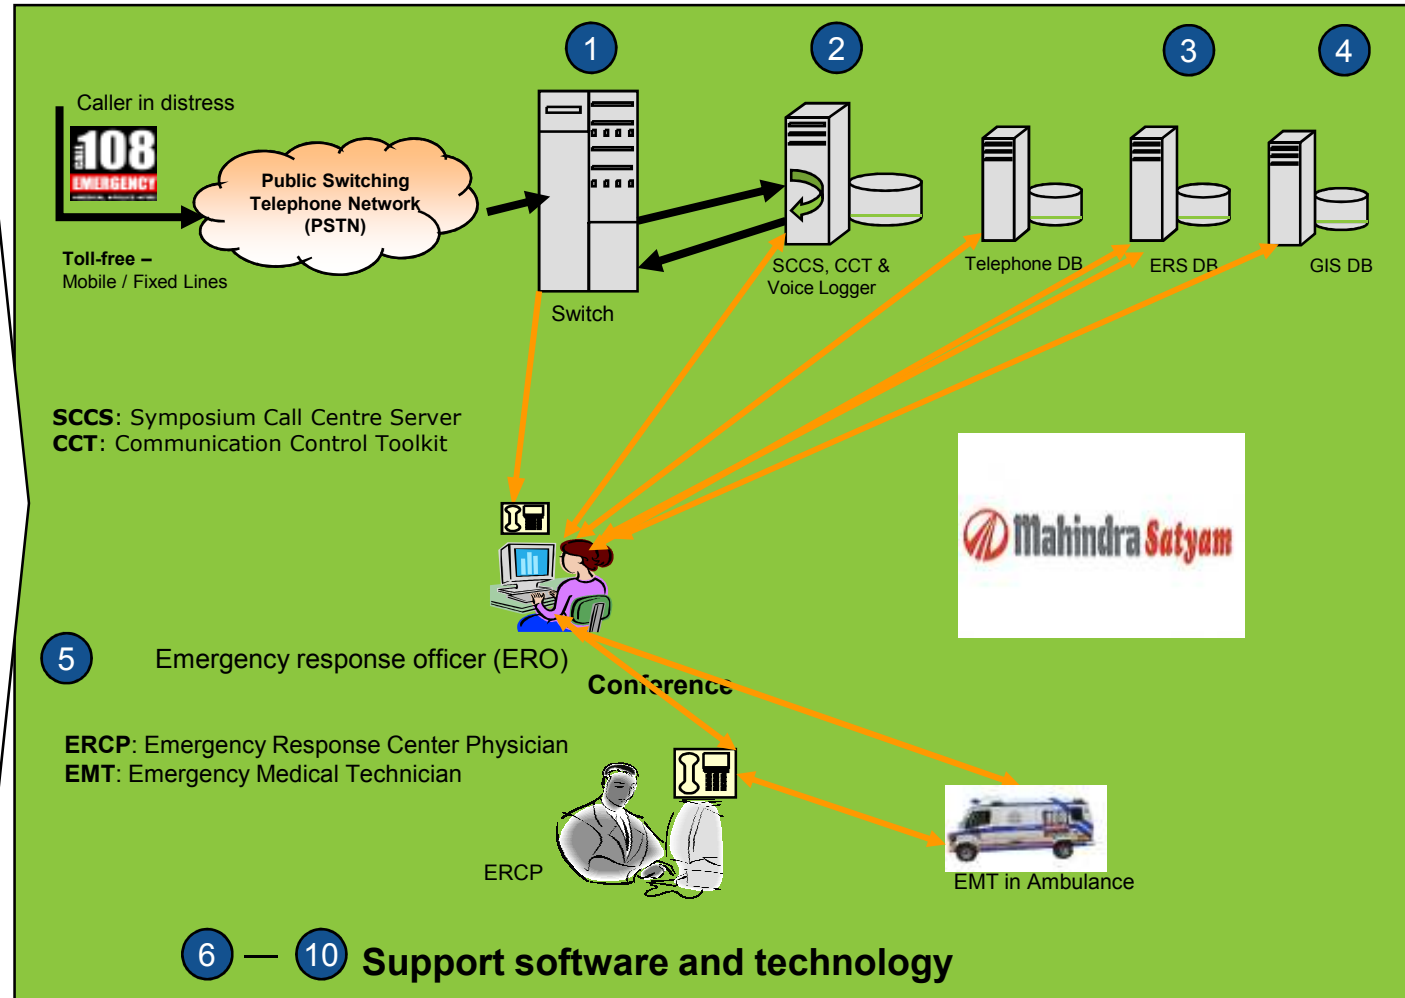 1
2
3
4
Caller in distress
CALL 108
EMERGENCY
Public Switching
Telephone Network
(PSTN)
Toll-free –
Mobile / Fixed Lines
Switch
SCCS, CCT &
Voice Logger
Telephone DB
ERS DB
GIS DB
SCCS: Symposium Call Centre Server
CCT: Communication Control Toolkit
Mahindra Satyam
5
Emergency response officer (ERO)
Conference
ERCP: Emergency Response Center Physician
EMT: Emergency Medical Technician
ERCP
EMT in Ambulance
6 — 10 Support software and technology